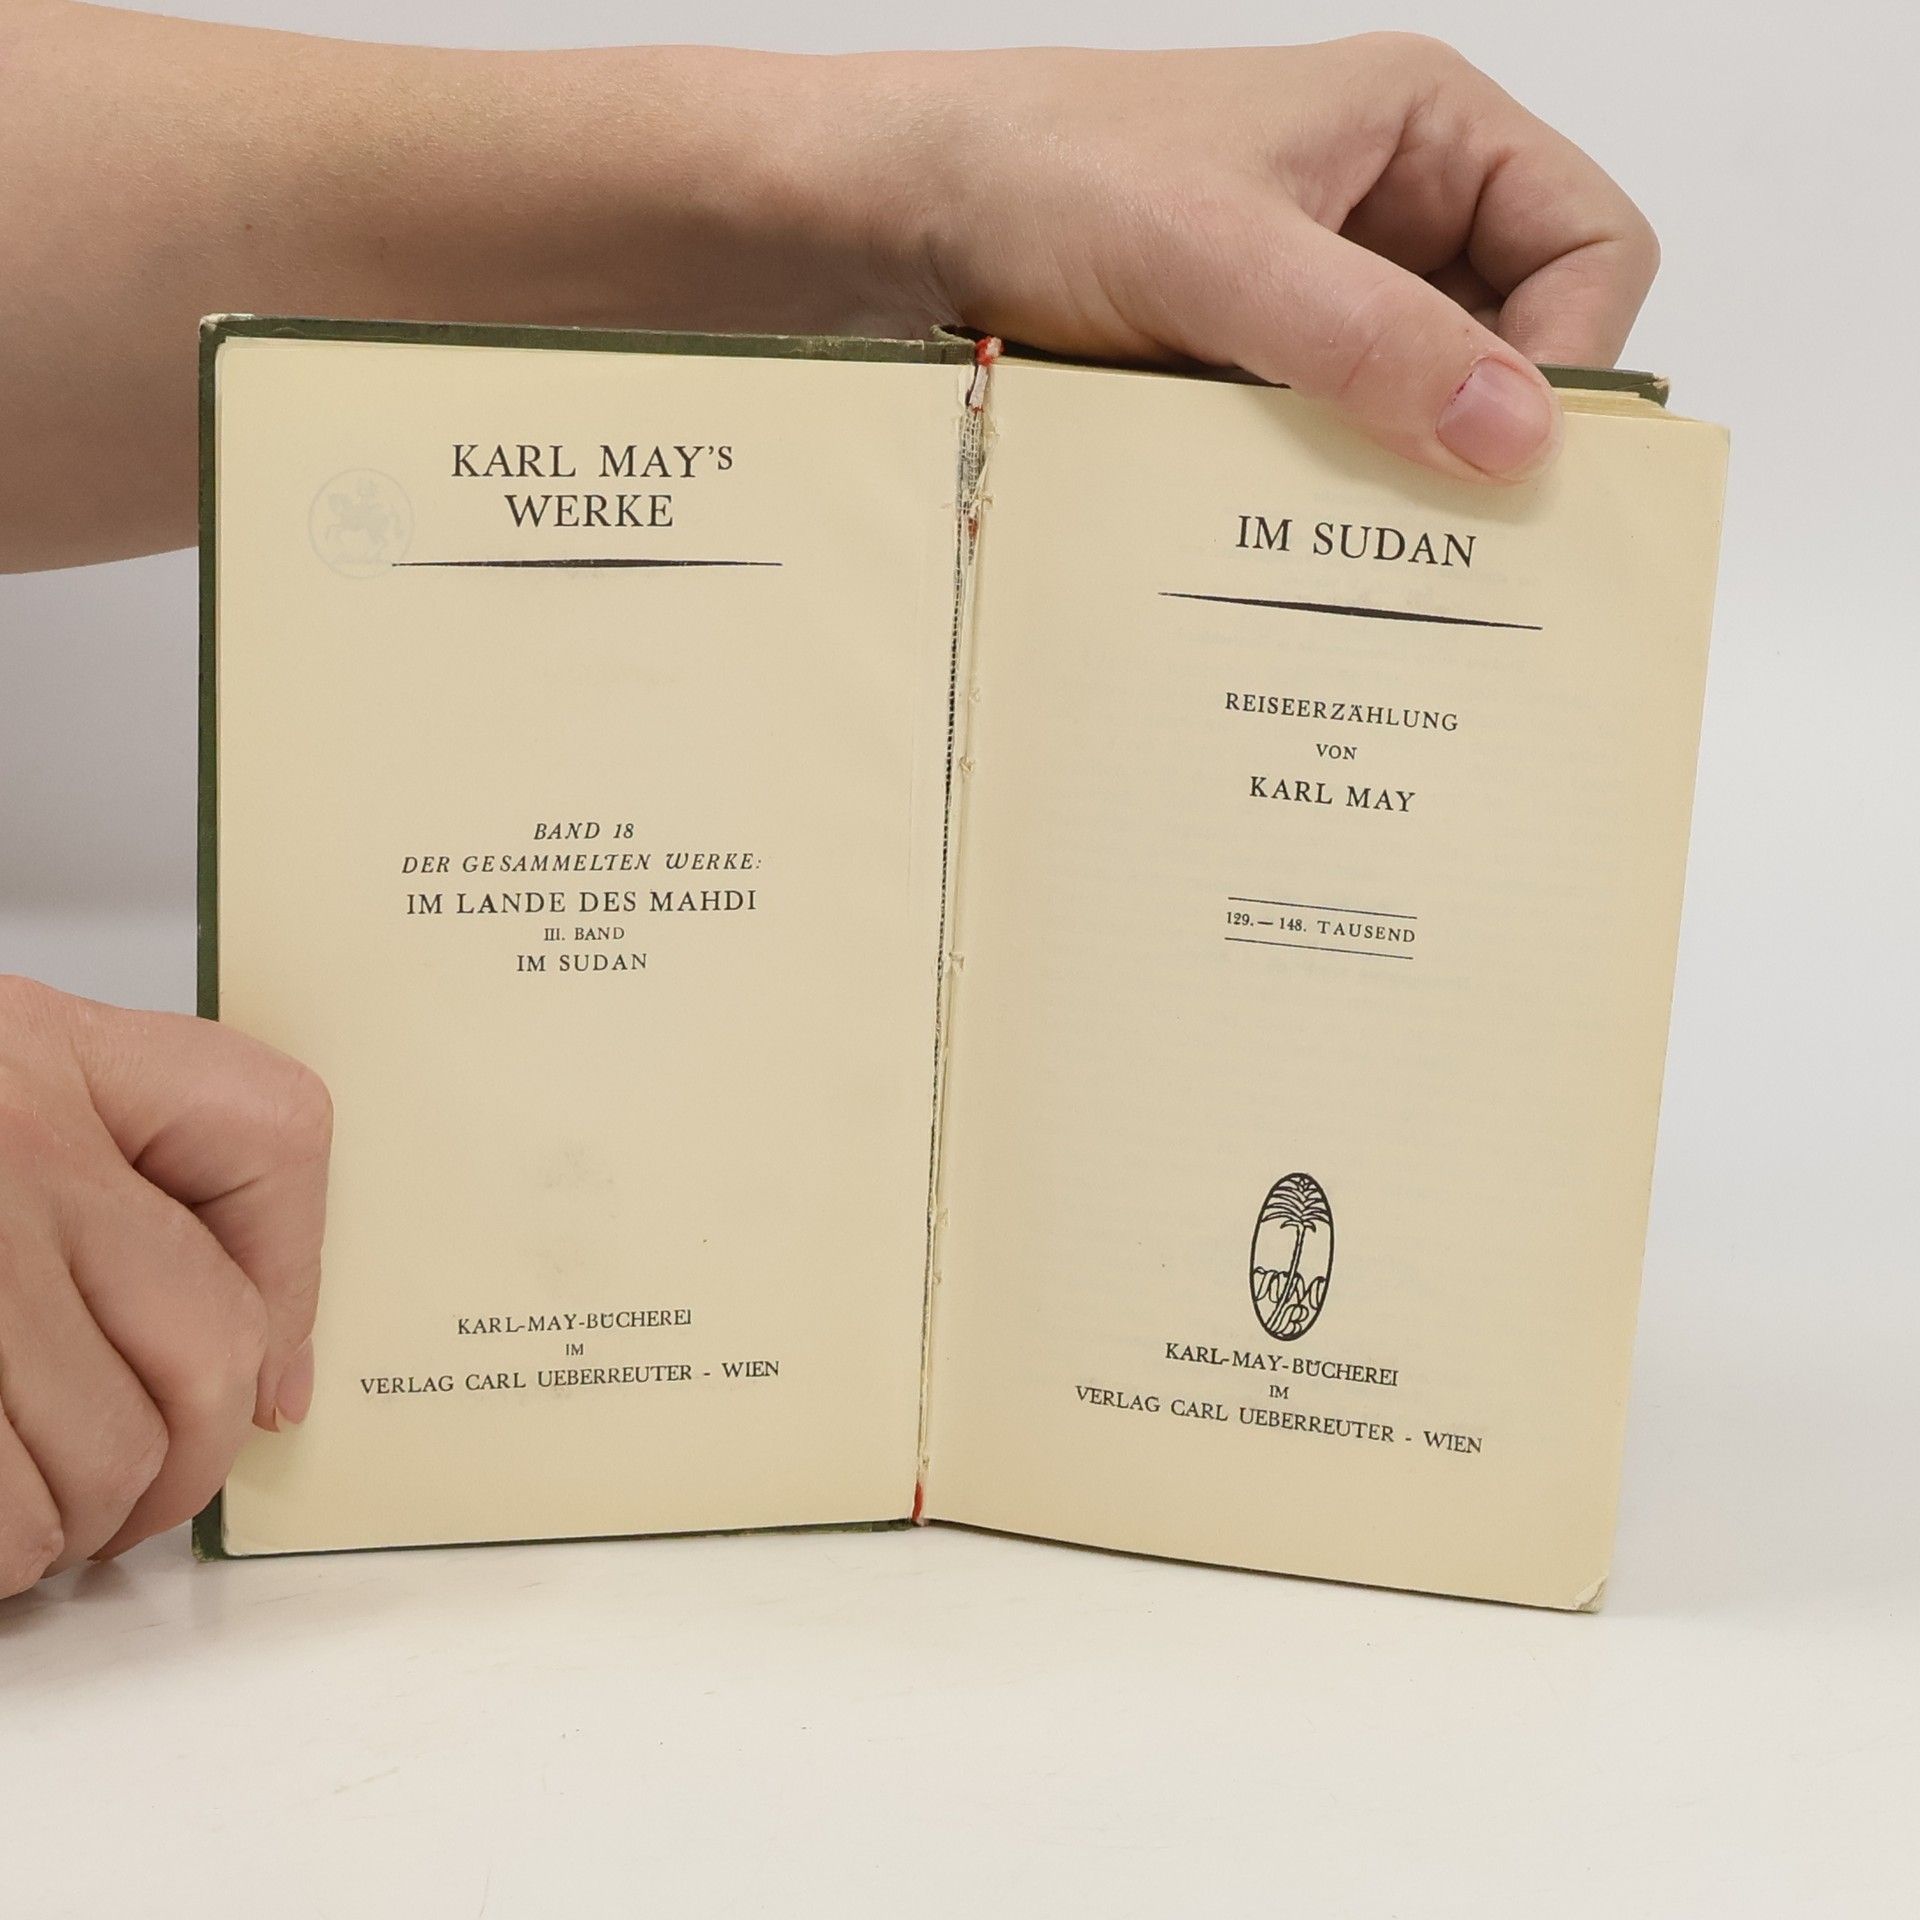 KARL MAY'S
WERKE
BAND 18
DER GESAMMELTEN WERKE:
IM LANDE DES MAHDI
III. BAND
IM SUDAN
KARL-MAY-BÜCHEREI
IM
VERLAG CARL UEBERREUTER - WIEN
IM SUDAN
REISEERZÄHLUNG
VON
KARL MAY
129.— 148. TAUSEND
KARL-MAY-BÜCHEREI
IM
VERLAG CARL UEBERREUTER - WIEN